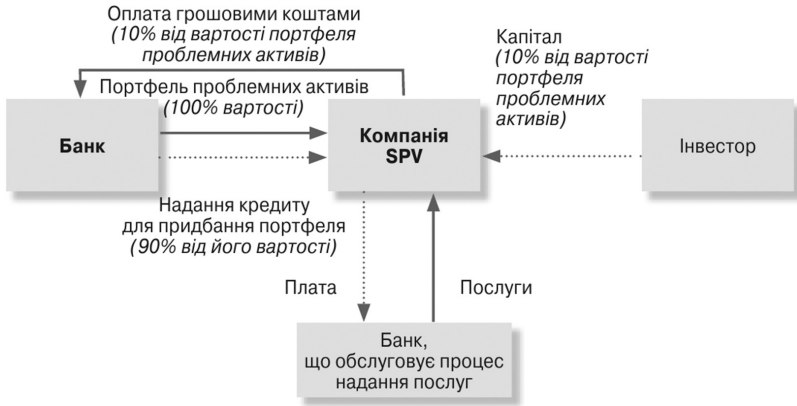 Оплата грошовими коштами
(10% від вартості портфеля
проблемних активів)
Портфель проблемних активів
(100% вартості)
Капітал
(10% від вартості
портфеля
проблемних
активів)
Банк
Компанія
SPV
Інвестор
Надання кредиту
для придбання портфеля
(90% від його вартості)
Плата
Послуги
Банк,
що обслуговує процес
надання послуг